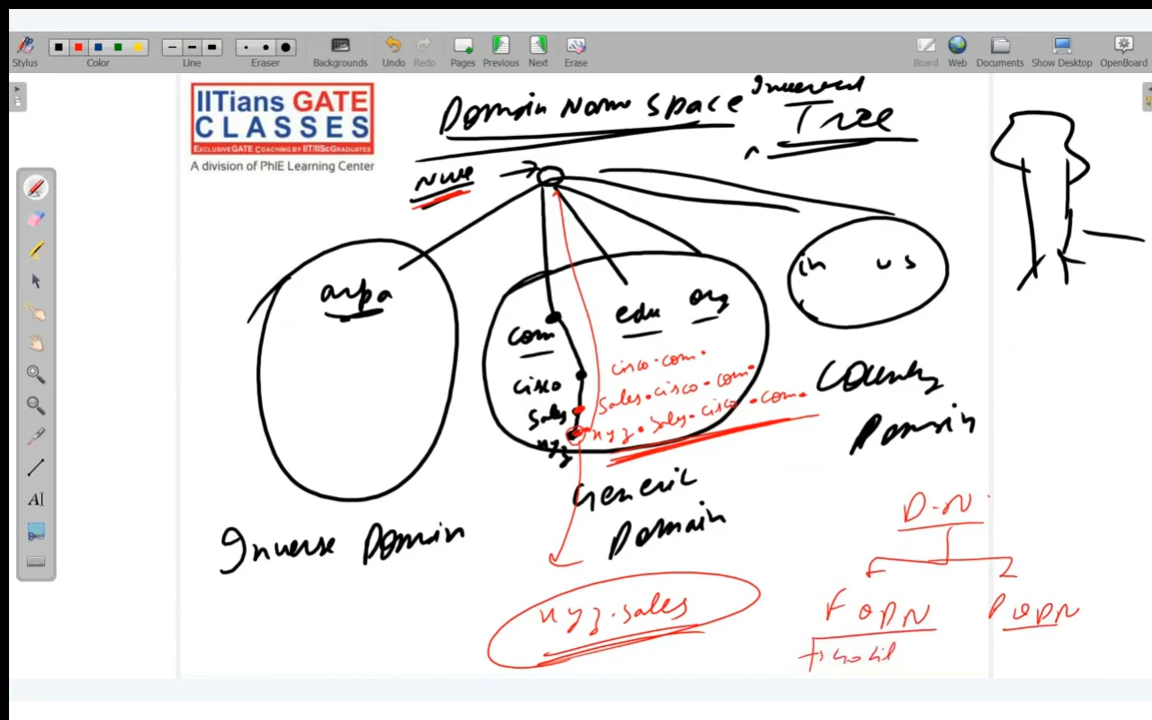 Stylus
Color
Line
Eraser
Backgrounds
Undo
Redo
Pages
Previous
Next
Erase
Board
Web
Documents
Show Desktop
OpenBoard
IITians GATE
CLASSES
EXCLUSIVE GATE COACHING BY IIT/IISc GRADUATES
A division of PhIE Learning Center
Domain Name Space
Inverted
Tree
NULL
arpa
com
edu
org
in us
cisco
sales
xyz
cisco.com.
sales.cisco.com.
xyz.sales.cisco.com.
Inverse Domain
Generic
Domain
Country
Domain
xyz.sales
D.N.
FQDN
PQDN